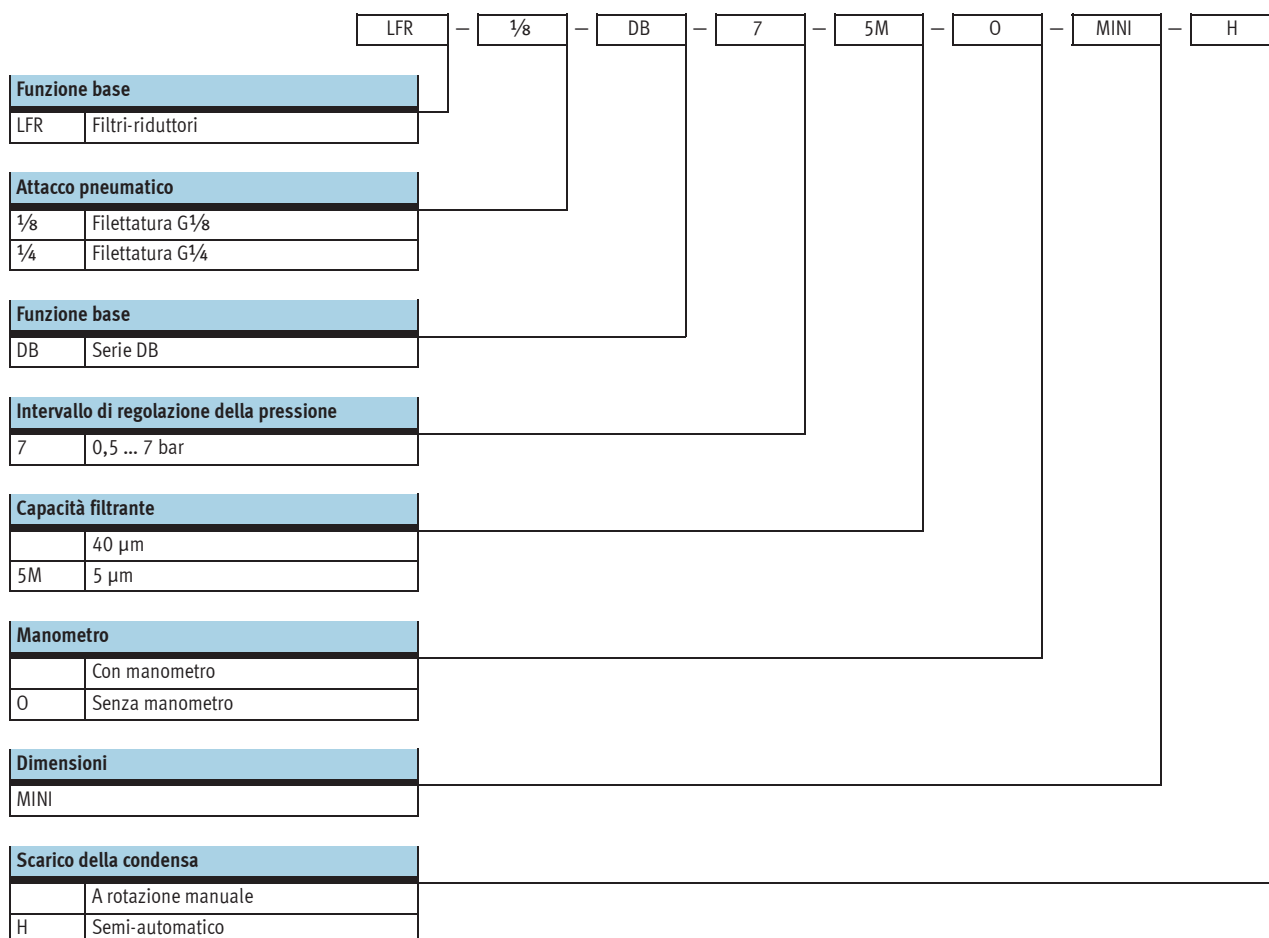 LFR – ⅛ – DB – 7 – 5M – O – MINI – H
Funzione base
LFR Filtri-riduttori
Attacco pneumatico
⅛ Filettatura G⅛
¼ Filettatura G¼
Funzione base
DB Serie DB
Intervallo di regolazione della pressione
7 0,5 ... 7 bar
Capacità filtrante
40 µm
5M 5 µm
Manometro
Con manometro
O Senza manometro
Dimensioni
MINI
Scarico della condensa
A rotazione manuale
H Semi-automatico